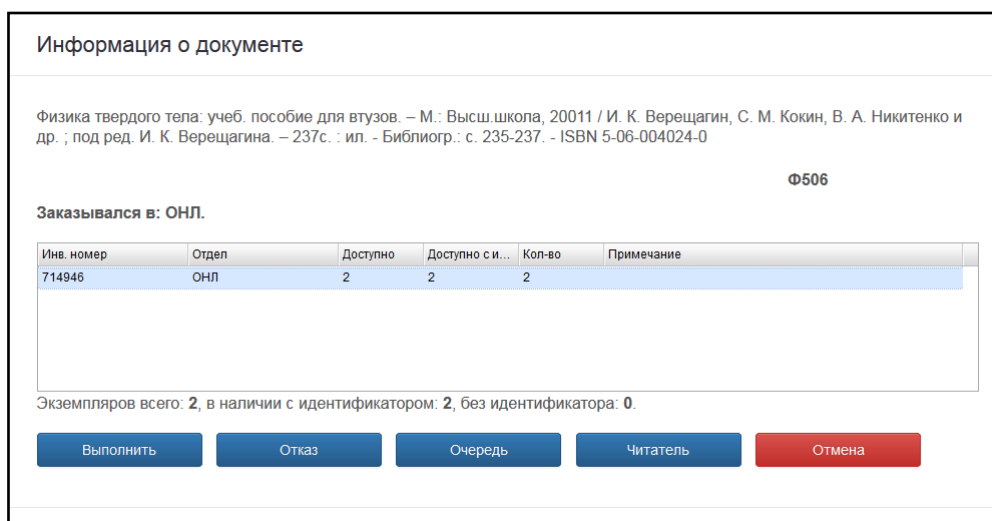 Информация о документе
Физика твердого тела: учеб. пособие для втузов. – М.: Высш.школа, 20011 / И. К. Верещагин, С. М. Кокин, В. А. Никитенко и
др. ; под ред. И. К. Верещагина. – 237с. : ил. - Библиогр.: с. 235-237. - ISBN 5-06-004024-0
Ф506
Заказывался в: ОНЛ.
Инв. номер Отдел Доступно Доступно с и... Кол-во Примечание
714946 ОНЛ 2 2 2
Экземпляров всего: 2, в наличии с идентификатором: 2, без идентификатора: 0.
Выполнить Отказ Очередь Читатель Отмена